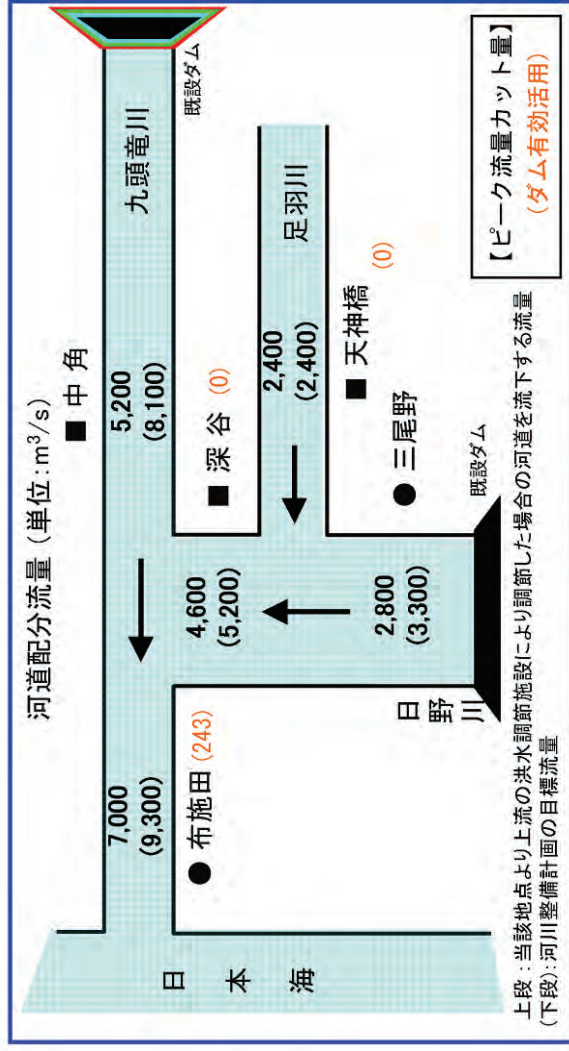 河道配分流量 (単位:m³/s)
■ 中 角
九頭竜川
既設ダム
5,200
(8,100)
7,000
(9,300)
● 布施田 (243)
■ 深 谷 (0)
足羽川
2,400
(2,400)
■ 天神橋
(0)
4,600
(5,200)
● 三尾野
2,800
(3,300)
日野川
既設ダム
日本海
【ピーク流量カット量】
(ダム有効活用)
上段:当該地点より上流の洪水調節施設により調節した場合の河道を流下する流量
(下段):河川整備計画の目標流量